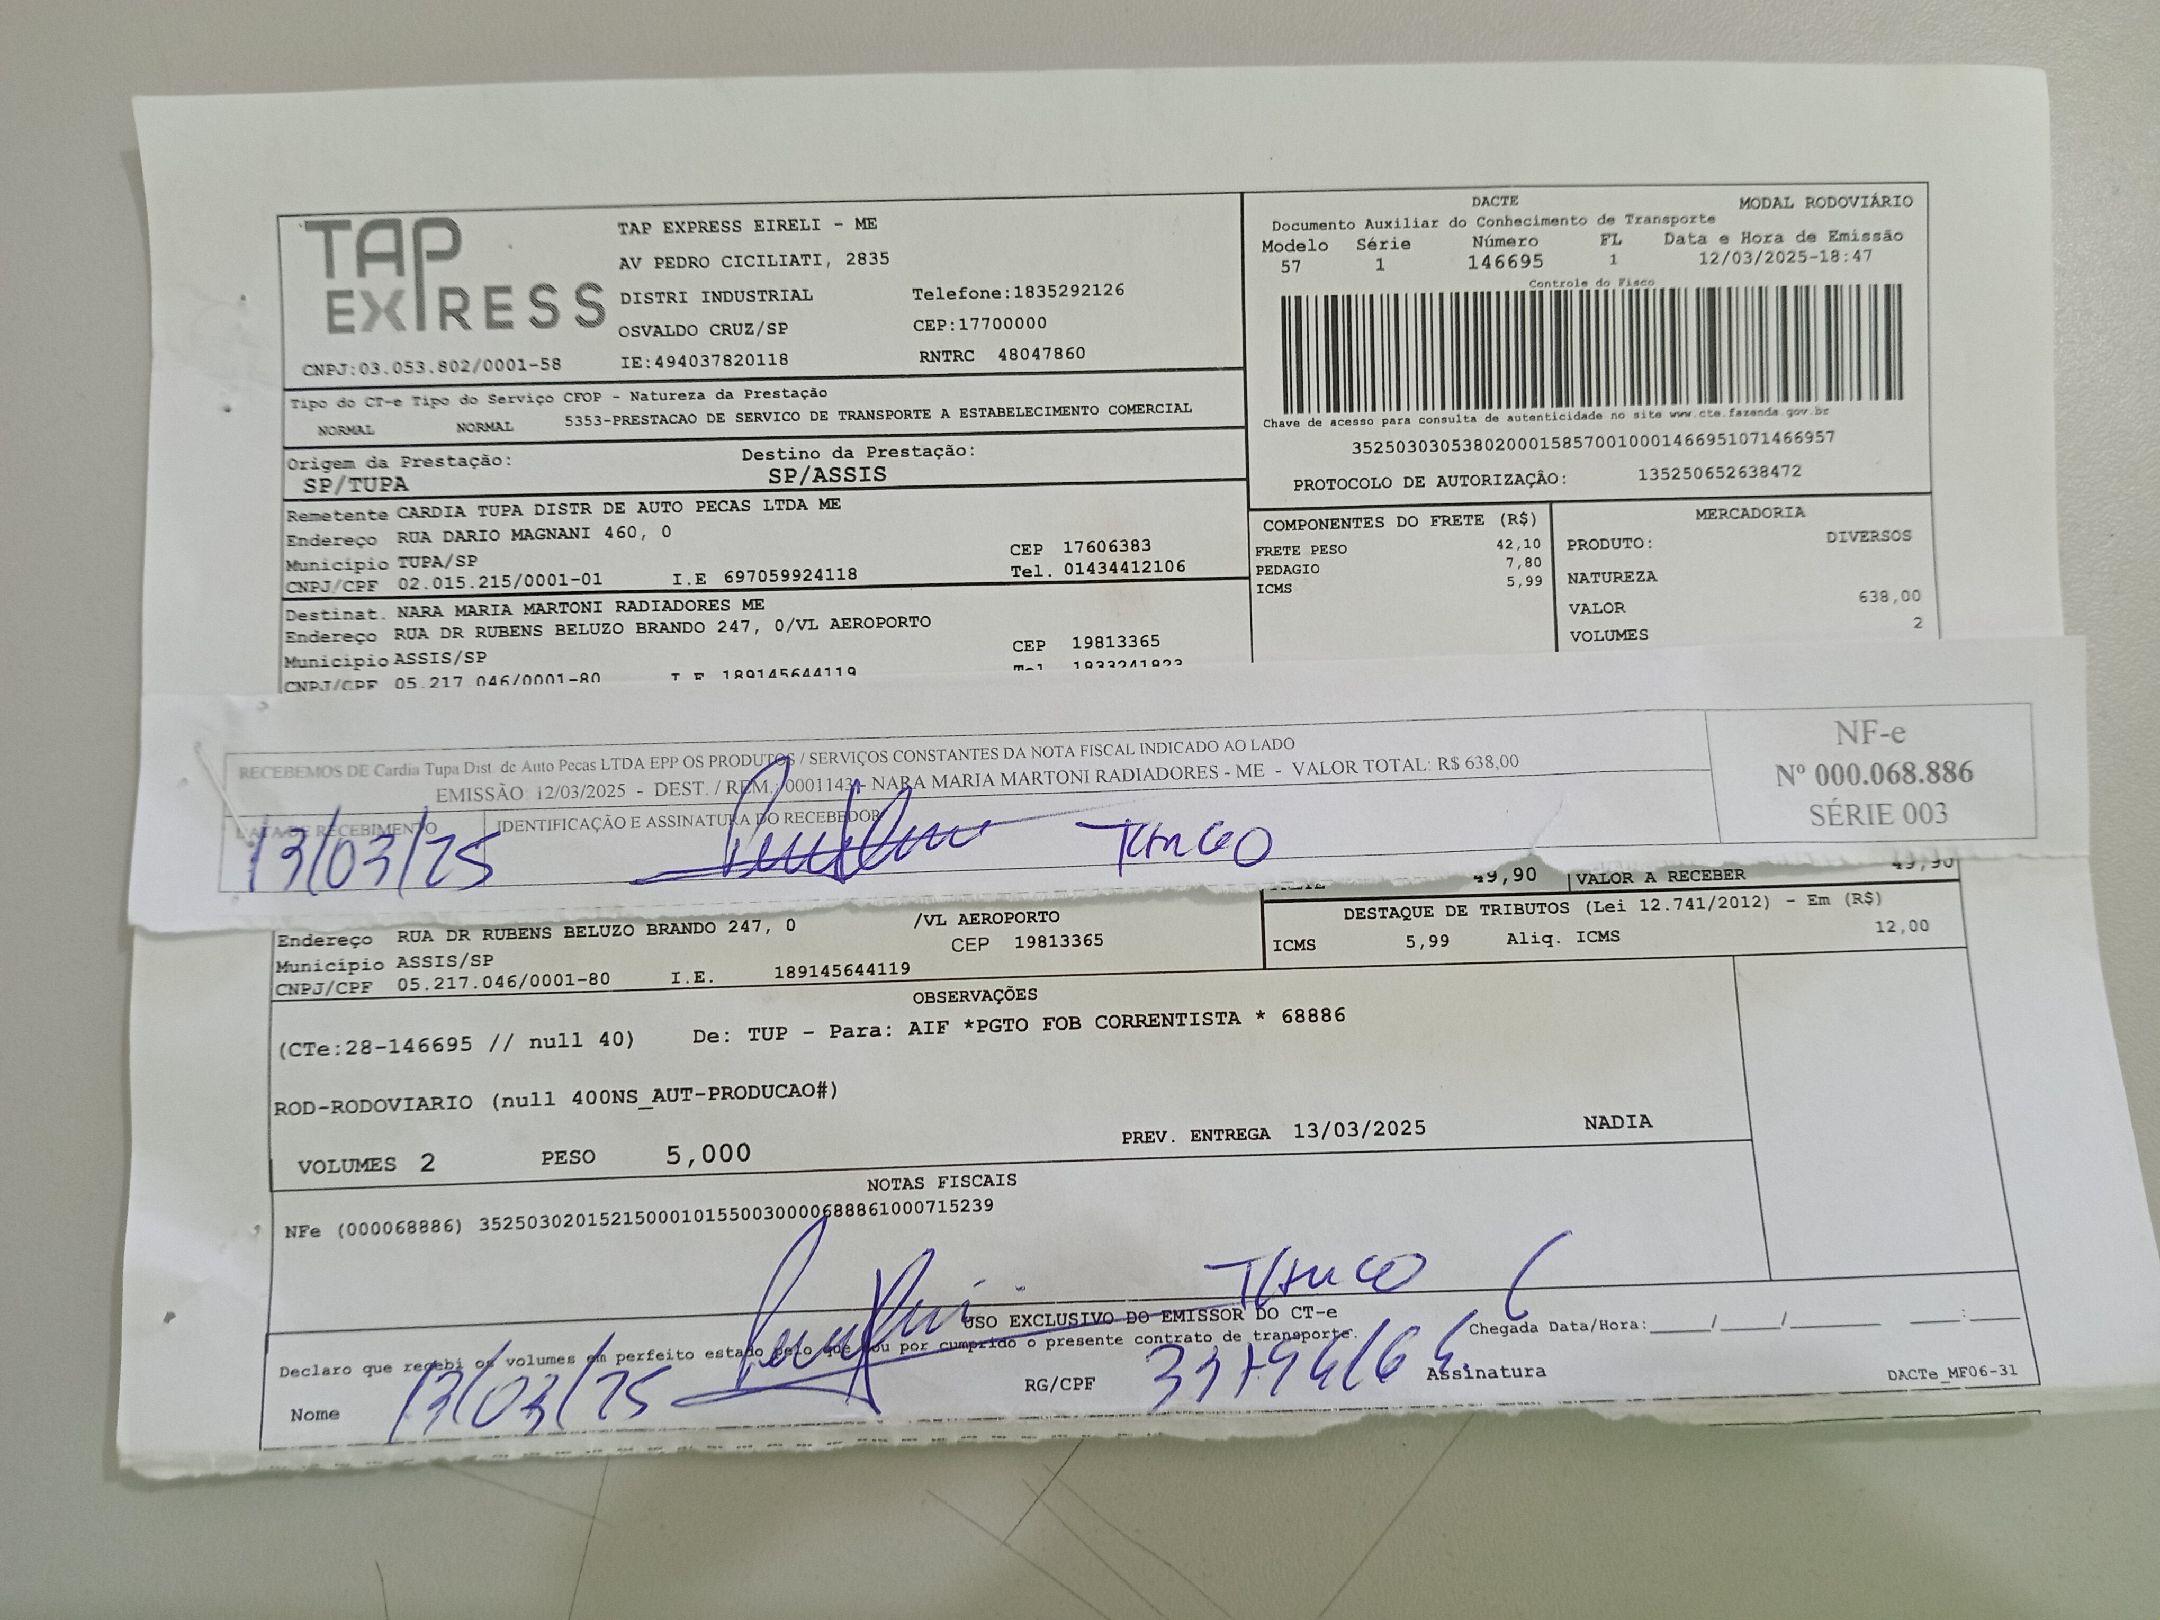 TAP
EXPRESS
TAP EXPRESS EIRELI - ME
AV PEDRO CICILIATI, 2835
DISTRI INDUSTRIAL Telefone:1835292126
OSVALDO CRUZ/SP CEP:17700000
CNPJ:03.053.802/0001-58 IE:494037820118 RNTRC 48047860
DACTE MODAL RODOVIÁRIO
Documento Auxiliar do Conhecimento de Transporte
Modelo Série Número FL Data e Hora de Emissão
57 1 146695 1 12/03/2025-18:47
Controle do Fisco
Chave de acesso para consulta de autenticidade no site www.cte.fazenda.gov.br
35250303053802000158570010001466951071466957
PROTOCOLO DE AUTORIZAÇÃO: 135250652638472
Tipo do CT-e Tipo do Serviço CFOP - Natureza da Prestação
NORMAL NORMAL 5353-PRESTACAO DE SERVICO DE TRANSPORTE A ESTABELECIMENTO COMERCIAL
Origem da Prestação: Destino da Prestação:
SP/TUPA SP/ASSIS
Remetente CARDIA TUPA DISTR DE AUTO PECAS LTDA ME
Endereço RUA DARIO MAGNANI 460, 0
Municipio TUPA/SP CEP 17606383
CNPJ/CPF 02.015.215/0001-01 I.E 697059924118 Tel. 01434412106
Destinat. NARA MARIA MARTONI RADIADORES ME
Endereço RUA DR RUBENS BELUZO BRANDO 247, 0/VL AEROPORTO
Municipio ASSIS/SP CEP 19813365
CNPJ/CPF 05.217.046/0001-80 I.E 189145644119 Tel
COMPONENTES DO FRETE (R$)
FRETE PESO 42,10
PEDAGIO 7,80
ICMS 5,99
MERCADORIA
PRODUTO: DIVERSOS
NATUREZA
VALOR 638,00
VOLUMES 2
RECEBEMOS DE Cardia Tupa Dist. de Auto Pecas LTDA EPP OS PRODUTOS / SERVIÇOS CONSTANTES DA NOTA FISCAL INDICADO AO LADO
EMISSÃO: 12/03/2025 - DEST. / REM.: 0001143 - NARA MARIA MARTONI RADIADORES - ME - VALOR TOTAL: R$ 638,00
DATA DE RECEBIMENTO IDENTIFICAÇÃO E ASSINATURA DO RECEBEDOR
13/03/25
NF-e
Nº 000.068.886
SÉRIE 003
49,90 VALOR A RECEBER 49,90
DESTAQUE DE TRIBUTOS (Lei 12.741/2012) - Em (R$)
ICMS 5,99 Aliq. ICMS 12,00
Endereço RUA DR RUBENS BELUZO BRANDO 247, 0 /VL AEROPORTO
Município ASSIS/SP CEP 19813365
CNPJ/CPF 05.217.046/0001-80 I.E. 189145644119
OBSERVAÇÕES
(CTe:28-146695 // null 40) De: TUP - Para: AIF *PGTO FOB CORRENTISTA * 68886
ROD-RODOVIARIO (null 400NS_AUT-PRODUCAO#)
VOLUMES 2 PESO 5,000 PREV. ENTREGA 13/03/2025 NADIA
NOTAS FISCAIS
NFe (000068886) 35250302015215000101550030000688861000715239
USO EXCLUSIVO DO EMISSOR DO CT-e
Declaro que recebi os volumes em perfeito estado pelo que dou por cumprido o presente contrato de transporte. Chegada Data/Hora:____/____/________ ____:____
Nome 13/03/25 RG/CPF Assinatura DACTe_MF06-31